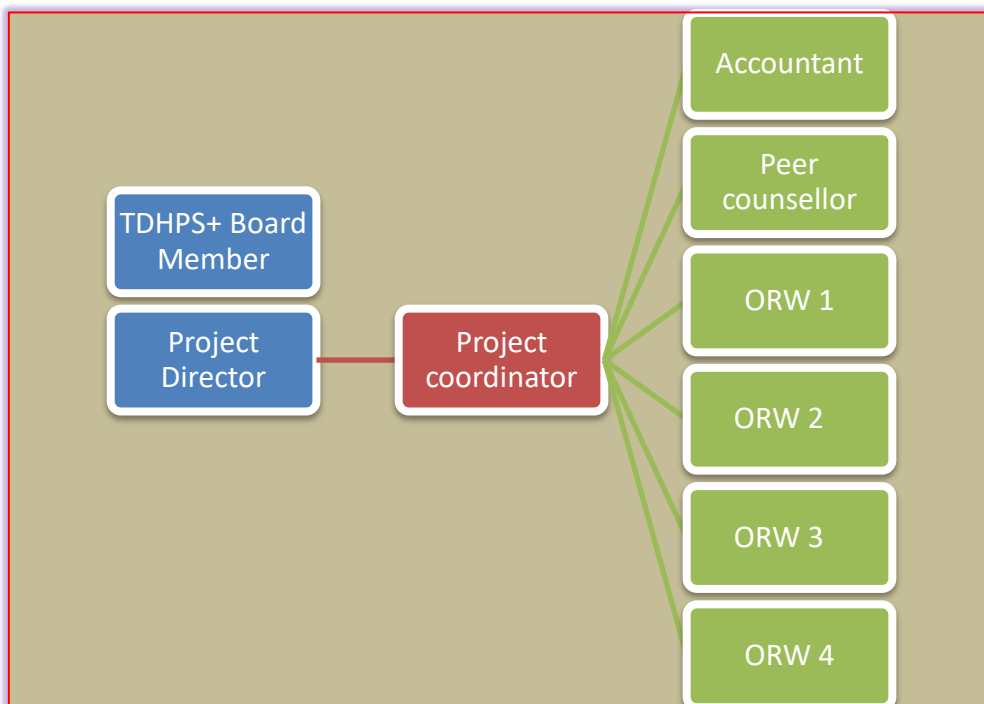 TDHPS+ Board
Member
Project
Director
Project
coordinator
Accountant
Peer
counsellor
ORW 1
ORW 2
ORW 3
ORW 4